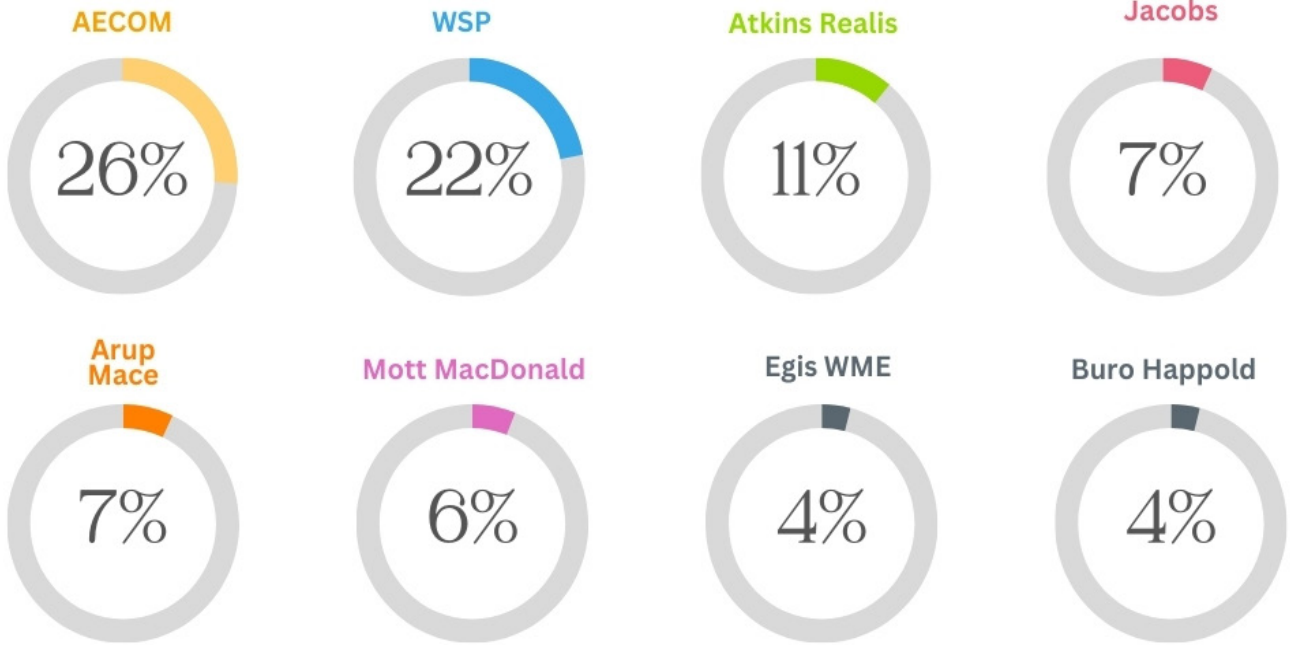 AECOM
WSP
Atkins Realis
Jacobs
26%
22%
11%
7%
Arup
Mace
Mott MacDonald
Egis WME
Buro Happold
7%
6%
4%
4%